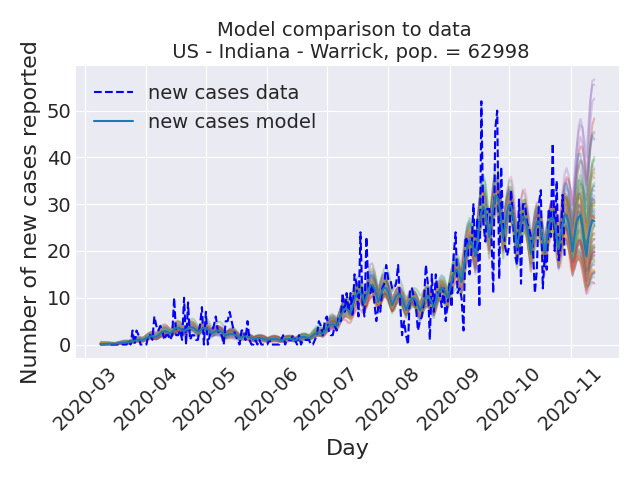 Model comparison to data
US - Indiana - Warrick, pop. = 62998
Number of new cases reported
new cases data
new cases model
50
40
30
20
10
0
2020-03
2020-04
2020-05
2020-06
2020-07
2020-08
2020-09
2020-10
2020-11
Day